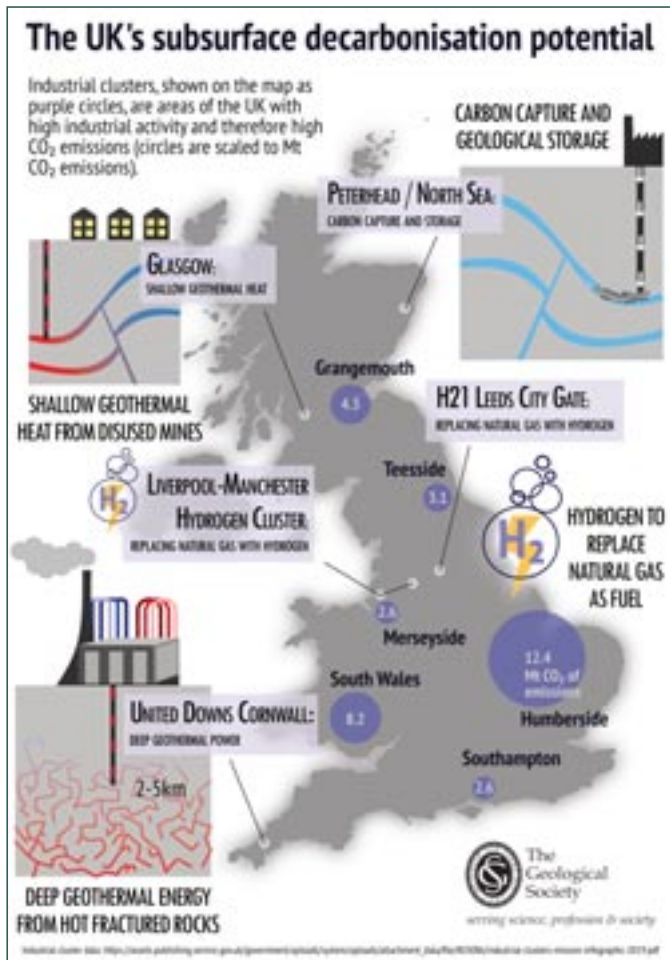 The UK's subsurface decarbonisation potential
Industrial clusters, shown on the map as
purple circles, are areas of the UK with
high industrial activity and therefore high
CO₂ emissions (circles are scaled to Mt
CO₂ emissions).
CARBON CAPTURE AND
GEOLOGICAL STORAGE
PETERHEAD / NORTH SEA:
CARBON CAPTURE AND STORAGE
GLASGOW:
SHALLOW GEOTHERMAL HEAT
SHALLOW GEOTHERMAL
HEAT FROM DISUSED MINES
Grangemouth
4.3
H21 LEEDS CITY GATE:
REPLACING NATURAL GAS WITH HYDROGEN
Teesside
3.1
H2
LIVERPOOL-MANCHESTER
HYDROGEN CLUSTER:
REPLACING NATURAL GAS WITH HYDROGEN
H2
HYDROGEN TO
REPLACE
NATURAL GAS
AS FUEL
2.6
Merseyside
12.4
Mt CO₂ of
emissions
Humberside
South Wales
8.2
UNITED DOWNS CORNWALL:
DEEP GEOTHERMAL POWER
Southampton
2.6
2-5km
DEEP GEOTHERMAL ENERGY
FROM HOT FRACTURED ROCKS
The
Geological
Society
serving science, profession & society
Industrial cluster data: